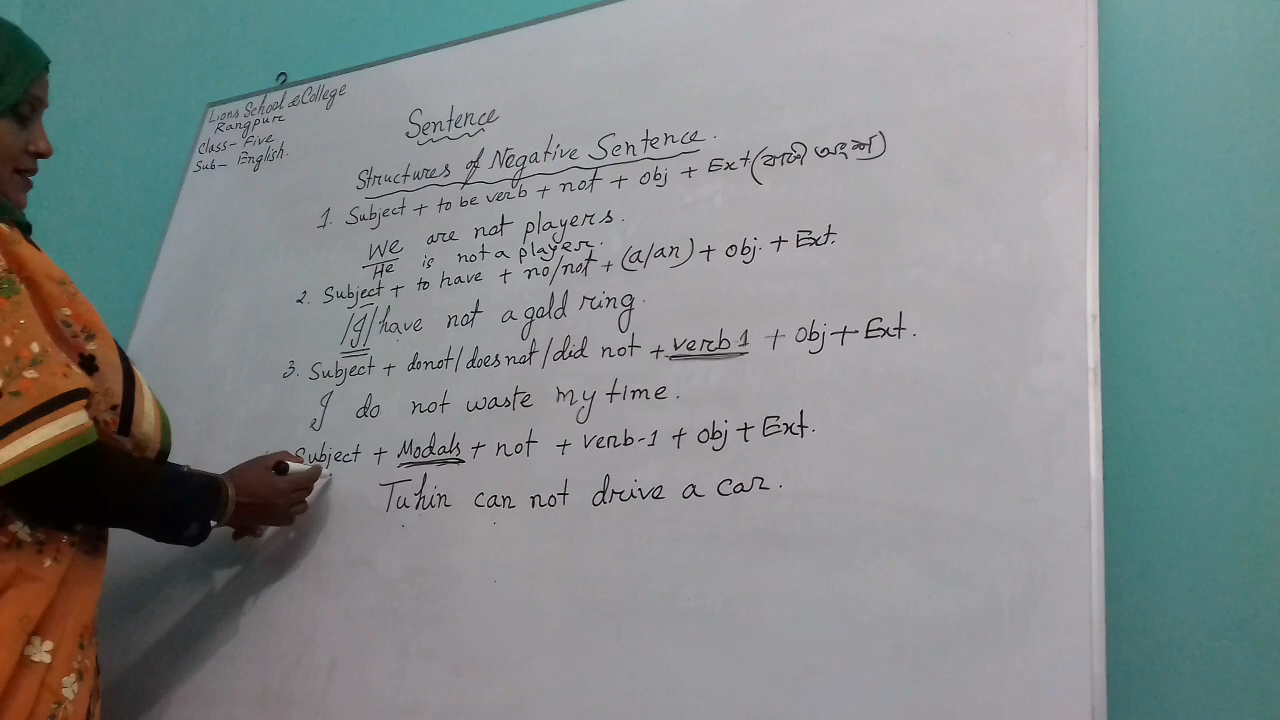 Lions School & College
Rangpur
Class- Five
Sub- English.
Sentence
Structures of Negative Sentence.
1. Subject + to be verb + not + obj + Ext (বাকী অংশ)
We are not players.
He is not a player.
2. Subject + to have + no/not + (a/an) + obj. + Ext.
/I/ have not a gold ring.
3. Subject + donot/does not/did not + verb 1 + obj + Ext.
I do not waste my time.
Subject + Modals + not + verb-1 + obj + Ext.
Tuhin can not drive a car.